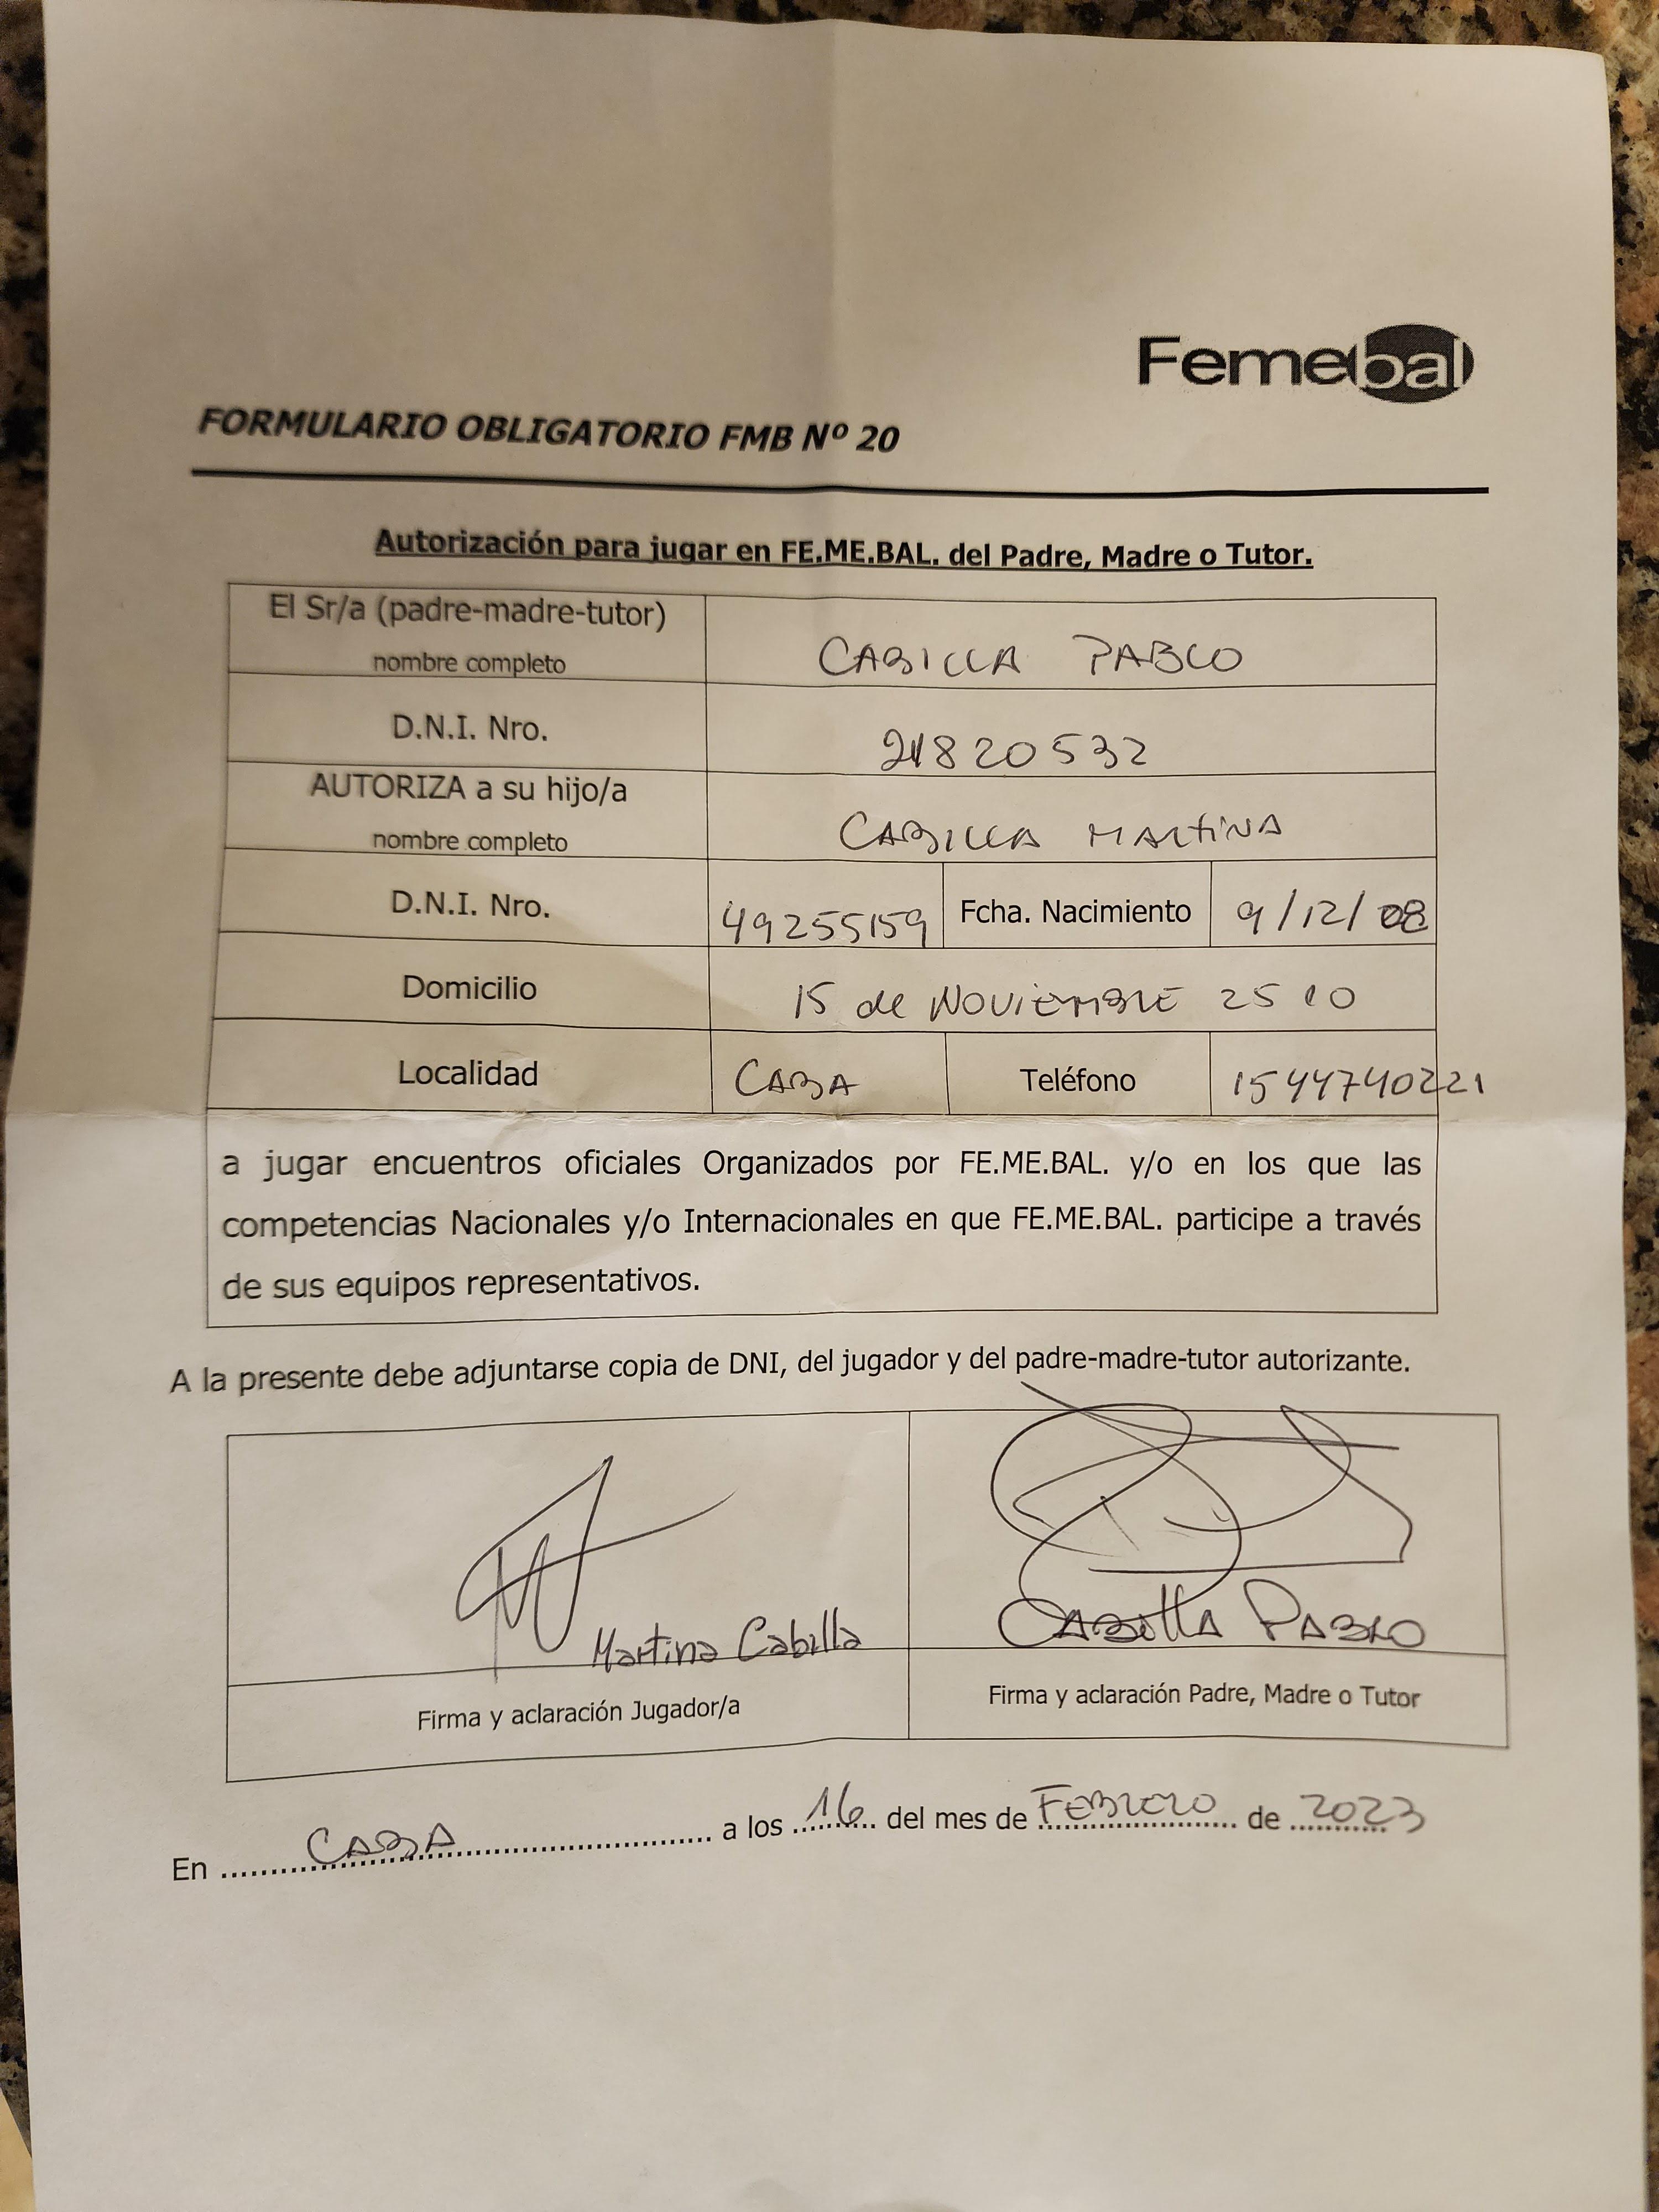 Femebal
FORMULARIO OBLIGATORIO FMB Nº 20
Autorización para jugar en FE.ME.BAL. del Padre, Madre o Tutor.
El Sr/a (padre-madre-tutor)
nombre completo
CABILLA PABLO
D.N.I. Nro.
21820532
AUTORIZA a su hijo/a
nombre completo
CABILLA MARTINA
D.N.I. Nro.
49255159
Fcha. Nacimiento
9/12/08
Domicilio
15 de NOVIEMBRE 2510
Localidad
CABA
Teléfono
1544740221
a jugar encuentros oficiales Organizados por FE.ME.BAL. y/o en los que las
competencias Nacionales y/o Internacionales en que FE.ME.BAL. participe a través
de sus equipos representativos.
A la presente debe adjuntarse copia de DNI, del jugador y del padre-madre-tutor autorizante.
Martina Cabilla
CABILLA PABLO
Firma y aclaración Jugador/a
Firma y aclaración Padre, Madre o Tutor
En CABA a los 16 del mes de FEBRERO de 2023